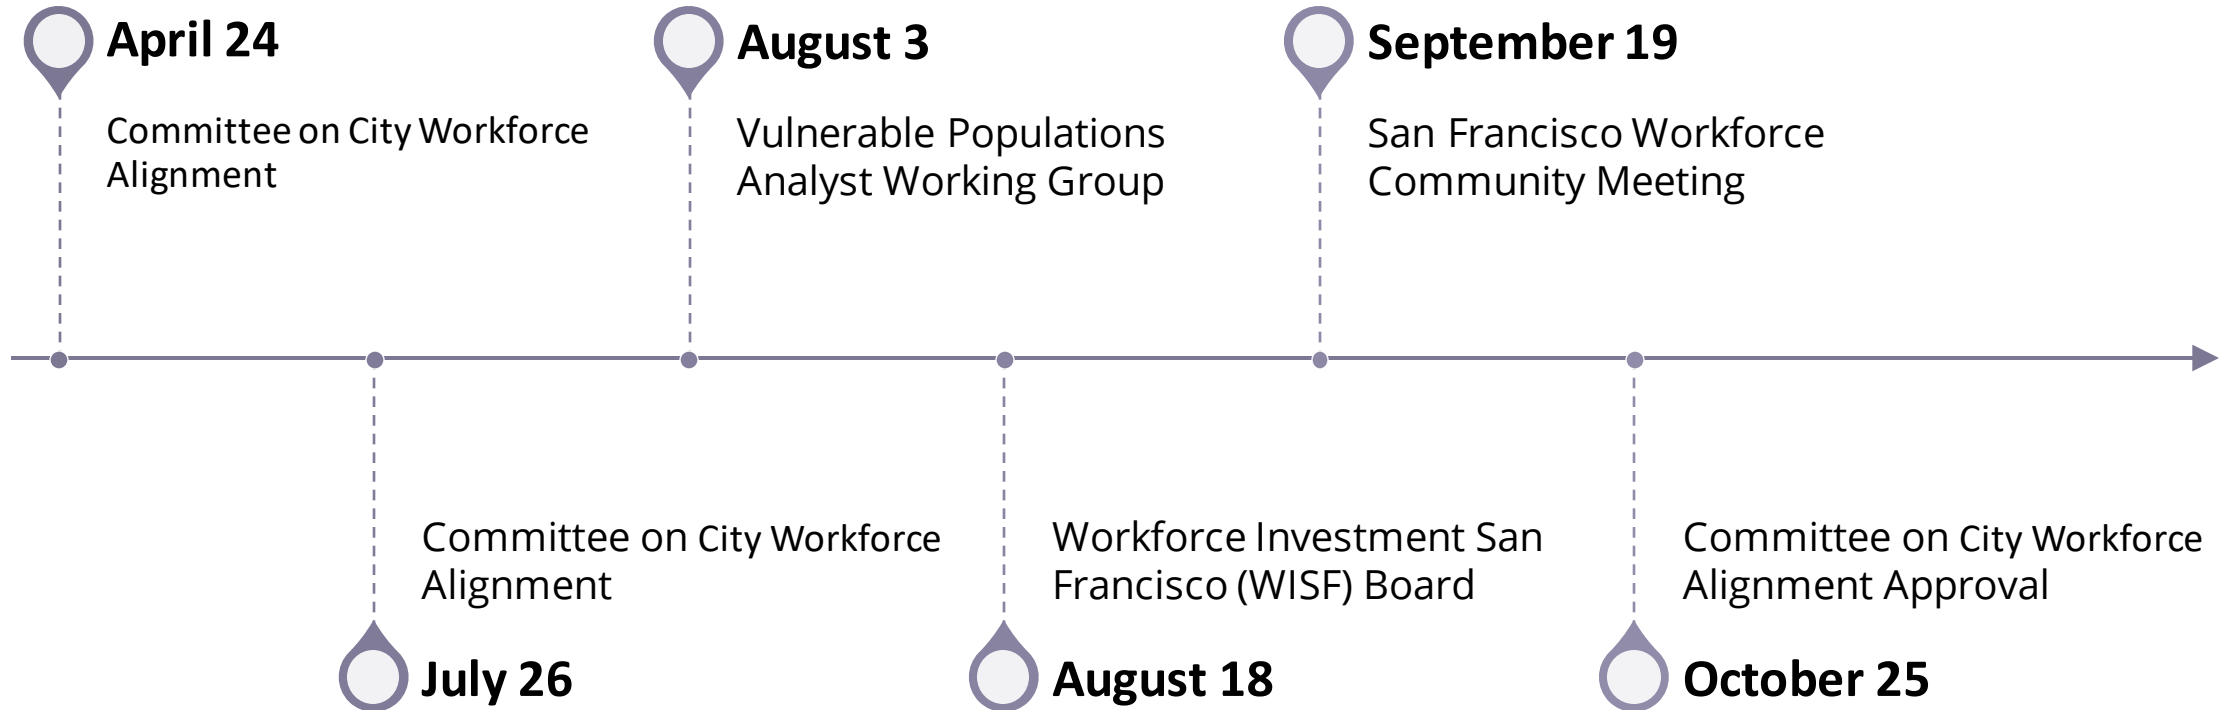 April 24
Committee on City Workforce
Alignment
August 3
Vulnerable Populations
Analyst Working Group
September 19
San Francisco Workforce
Community Meeting
Committee on City Workforce
Alignment
July 26
Workforce Investment San
Francisco (WISF) Board
August 18
Committee on City Workforce
Alignment Approval
October 25